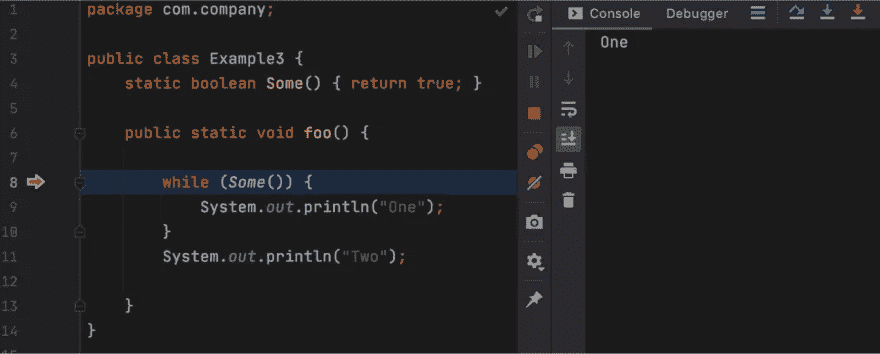 1 package com.company;
2
3 public class Example3 {
4 static boolean Some() { return true; }
5
6 public static void foo() {
7
8 while (Some()) {
9 System.out.println("One");
10 }
11 System.out.println("Two");
12
13 }
14 }
Console Debugger
One